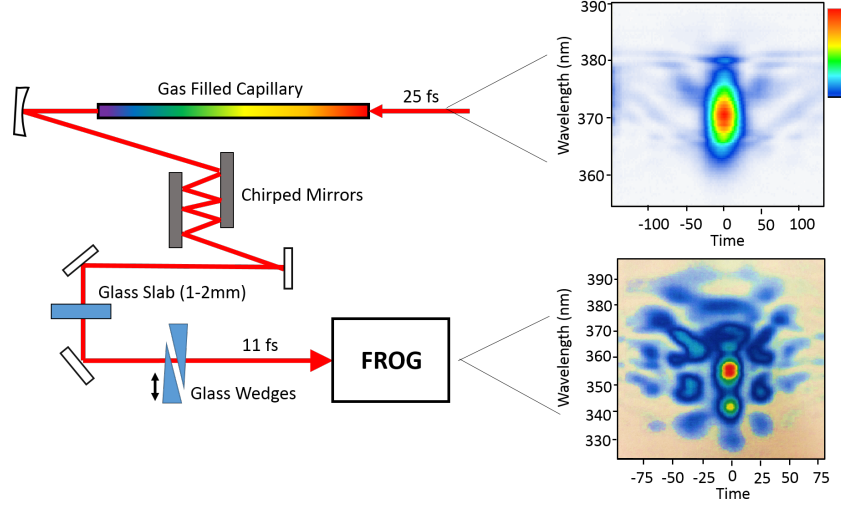 Gas Filled Capillary
25 fs
Chirped Mirrors
Glass Slab (1-2mm)
11 fs
Glass Wedges
FROG
Wavelength (nm)
390
380
370
360
-100
-50
0
50
100
Time
Wavelength (nm)
390
380
370
360
350
340
330
-75
-50
-25
0
25
50
75
Time